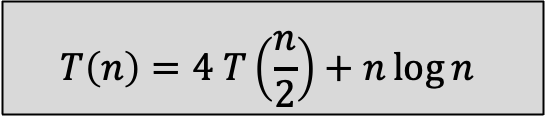 T(n) = 4 T(n/2) + n log n